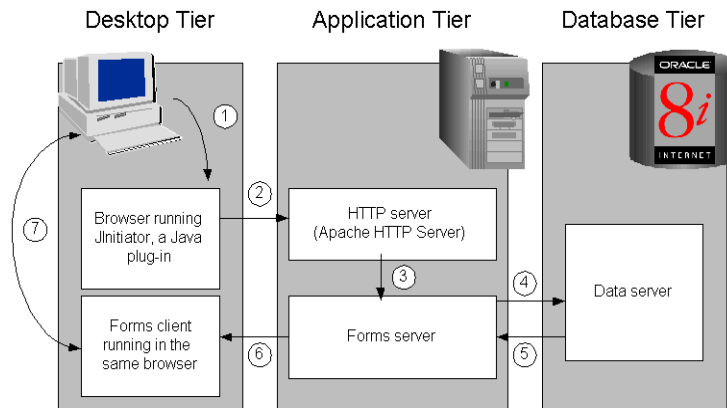 Desktop Tier
Application Tier
Database Tier
ORACLE
8i
INTERNET
1
2
Browser running
JInitiator, a Java
plug-in
HTTP server
(Apache HTTP Server)
7
3
4
Data server
Forms client
running in the
same browser
Forms server
6
5